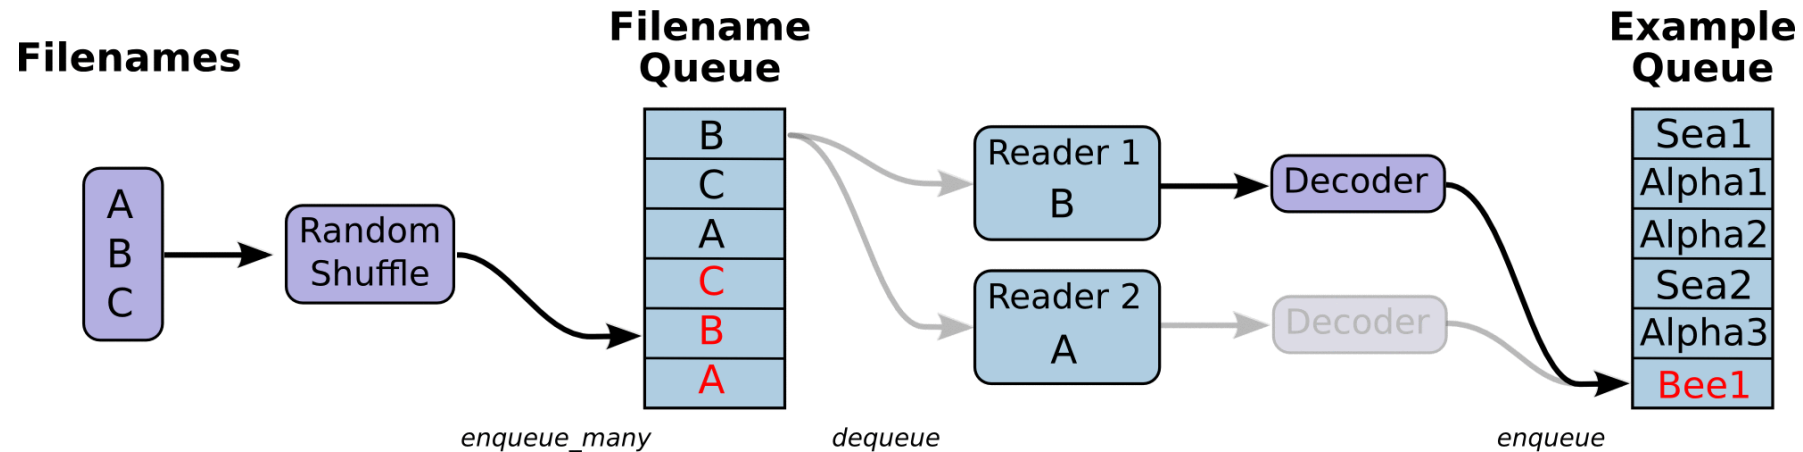 Filenames
A
B
C
Random
Shuffle
enqueue_many
Filename
Queue
B
C
A
C
B
A
dequeue
Reader 1
B
Reader 2
A
Decoder
Decoder
enqueue
Example
Queue
Sea1
Alpha1
Alpha2
Sea2
Alpha3
Bee1